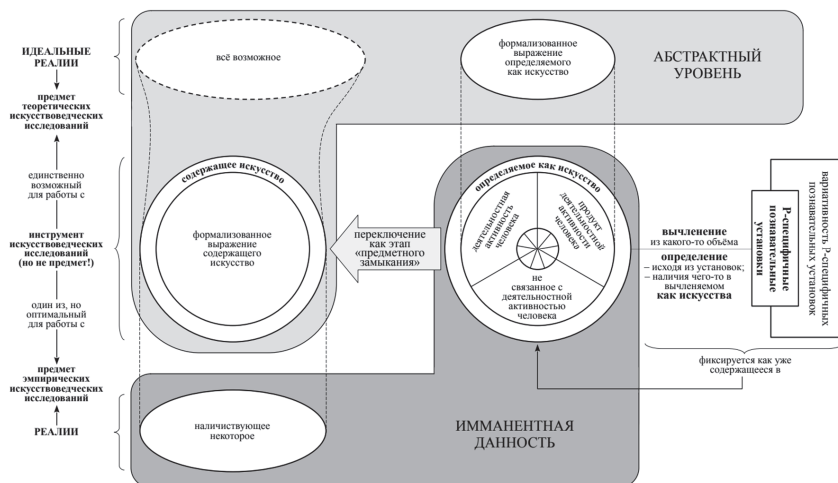 ИДЕАЛЬНЫЕ
РЕАЛИИ
предмет
теоретических
искусствоведческих
исследований
единственно
возможный
для работы с
инструмент
искусствоведческих
исследований
(но не предмет!)
один из, но
оптимальный
для работы с
предмет
эмпирических
искусствоведческих
исследований
РЕАЛИИ
всё возможное
формализованное
выражение
определяемого
как искусство
АБСТРАКТНЫЙ
УРОВЕНЬ
содержащее искусство
формализованное
выражение
содержащего
искусство
переключение
как этап
«предметного
замыкания»
определяемое как искусство
деятельностная
активность
человека
продукт
деятельностной
активности
человека
не
связанное с
деятельностной
активностью
человека
вычленение
из какого-то объёма
определение
– исходя из установок;
– наличия чего-то в
вычленяемом
как искусства
Р-специфичные
познавательные
установки
вариативность Р-специфичных
познавательных установок
фиксируется как уже
содержащееся в
наличиствующее
некоторое
ИММАНЕНТНАЯ
ДАННОСТЬ